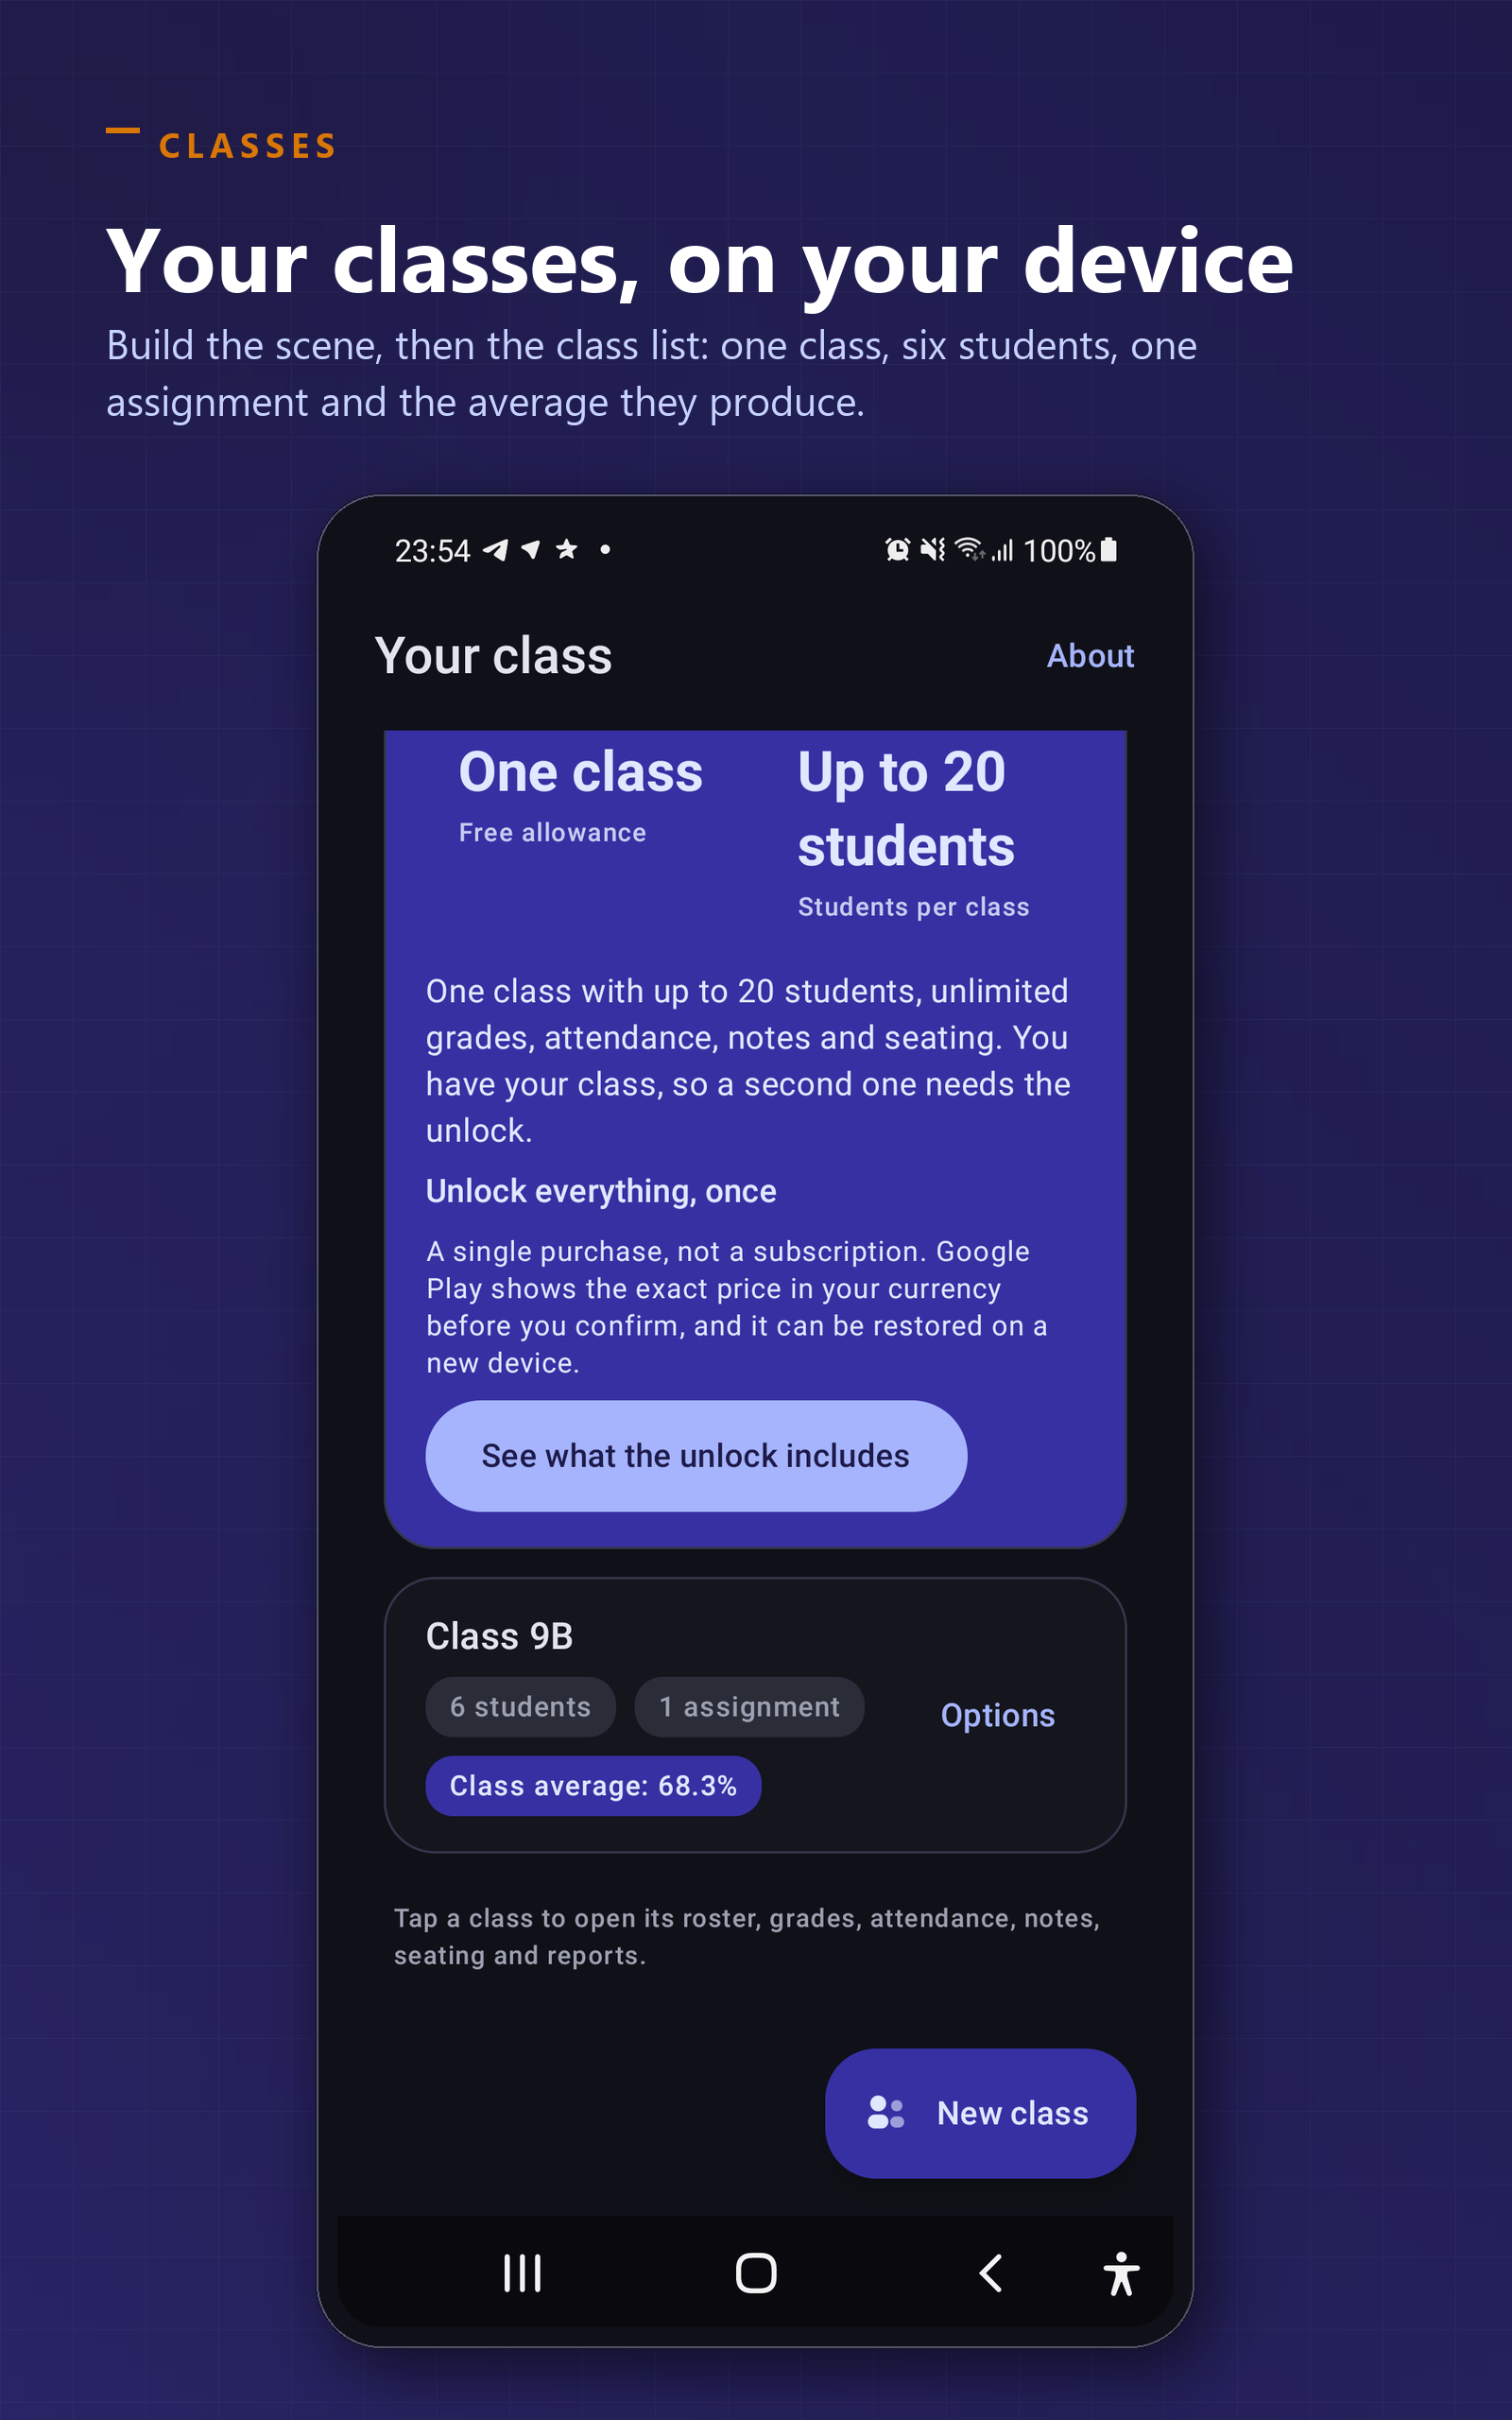 CLASSES
Your classes, on your device
Build the scene, then the class list: one class, six students, one
assignment and the average they produce.
23:54
100%
Your class
About
One class
Free allowance
Up to 20
students
Students per class
One class with up to 20 students, unlimited
grades, attendance, notes and seating. You
have your class, so a second one needs the
unlock.
Unlock everything, once
A single purchase, not a subscription. Google
Play shows the exact price in your currency
before you confirm, and it can be restored on a
new device.
See what the unlock includes
Class 9B
6 students
1 assignment
Options
Class average: 68.3%
Tap a class to open its roster, grades, attendance, notes,
seating and reports.
New class